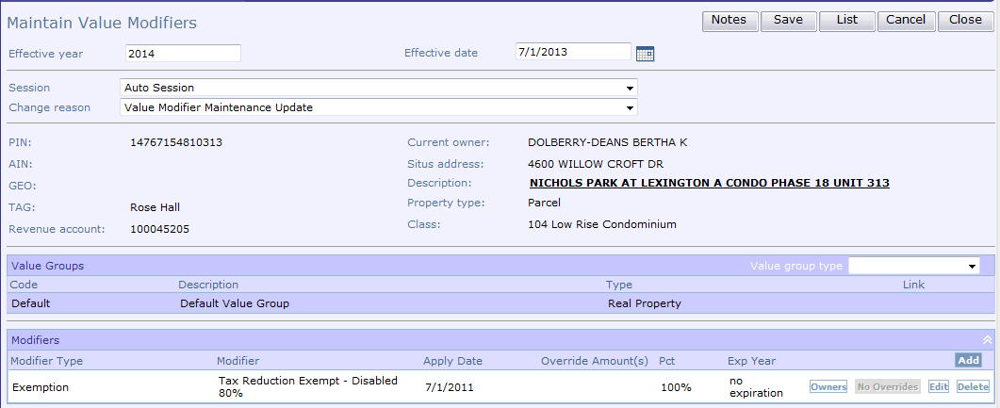 Maintain Value Modifiers
Notes Save List Cancel Close
Effective year 2014 Effective date 7/1/2013
Session Auto Session
Change reason Value Modifier Maintenance Update
PIN: 14767154810313 Current owner: DOLBERRY-DEANS BERTHA K
AIN: Situs address: 4600 WILLOW CROFT DR
GEO: Description: NICHOLS PARK AT LEXINGTON A CONDO PHASE 18 UNIT 313
TAG: Rose Hall Property type: Parcel
Revenue account: 100045205 Class: 104 Low Rise Condominium
Value Groups Value group type
Code Description Type Link
Default Default Value Group Real Property
Modifiers
Modifier Type Modifier Apply Date Override Amount(s) Pct Exp Year Add
Exemption Tax Reduction Exempt - Disabled 80% 7/1/2011 100% no expiration Owners No Overrides Edit Delete